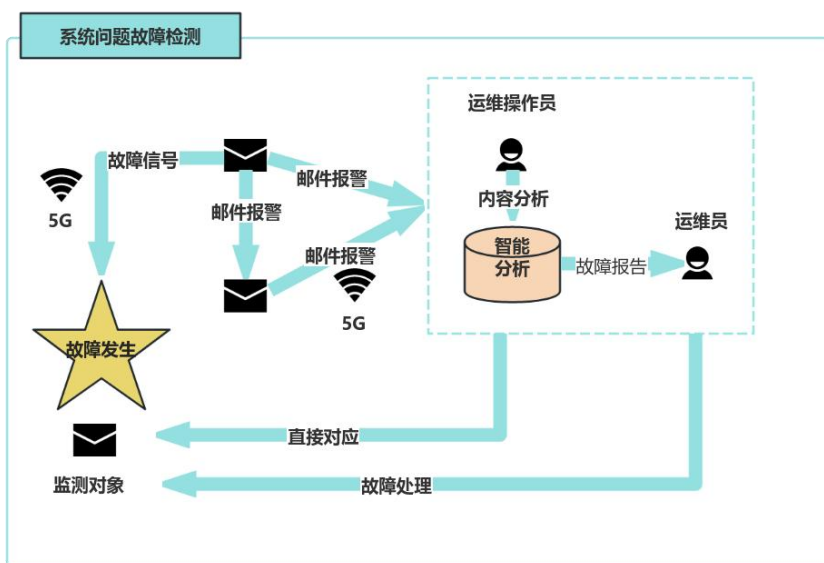 系统问题故障检测
运维操作员
故障信号
邮件报警
5G
邮件报警
内容分析
运维员
智能
分析
邮件报警
故障报告
5G
故障发生
直接对应
监测对象
故障处理